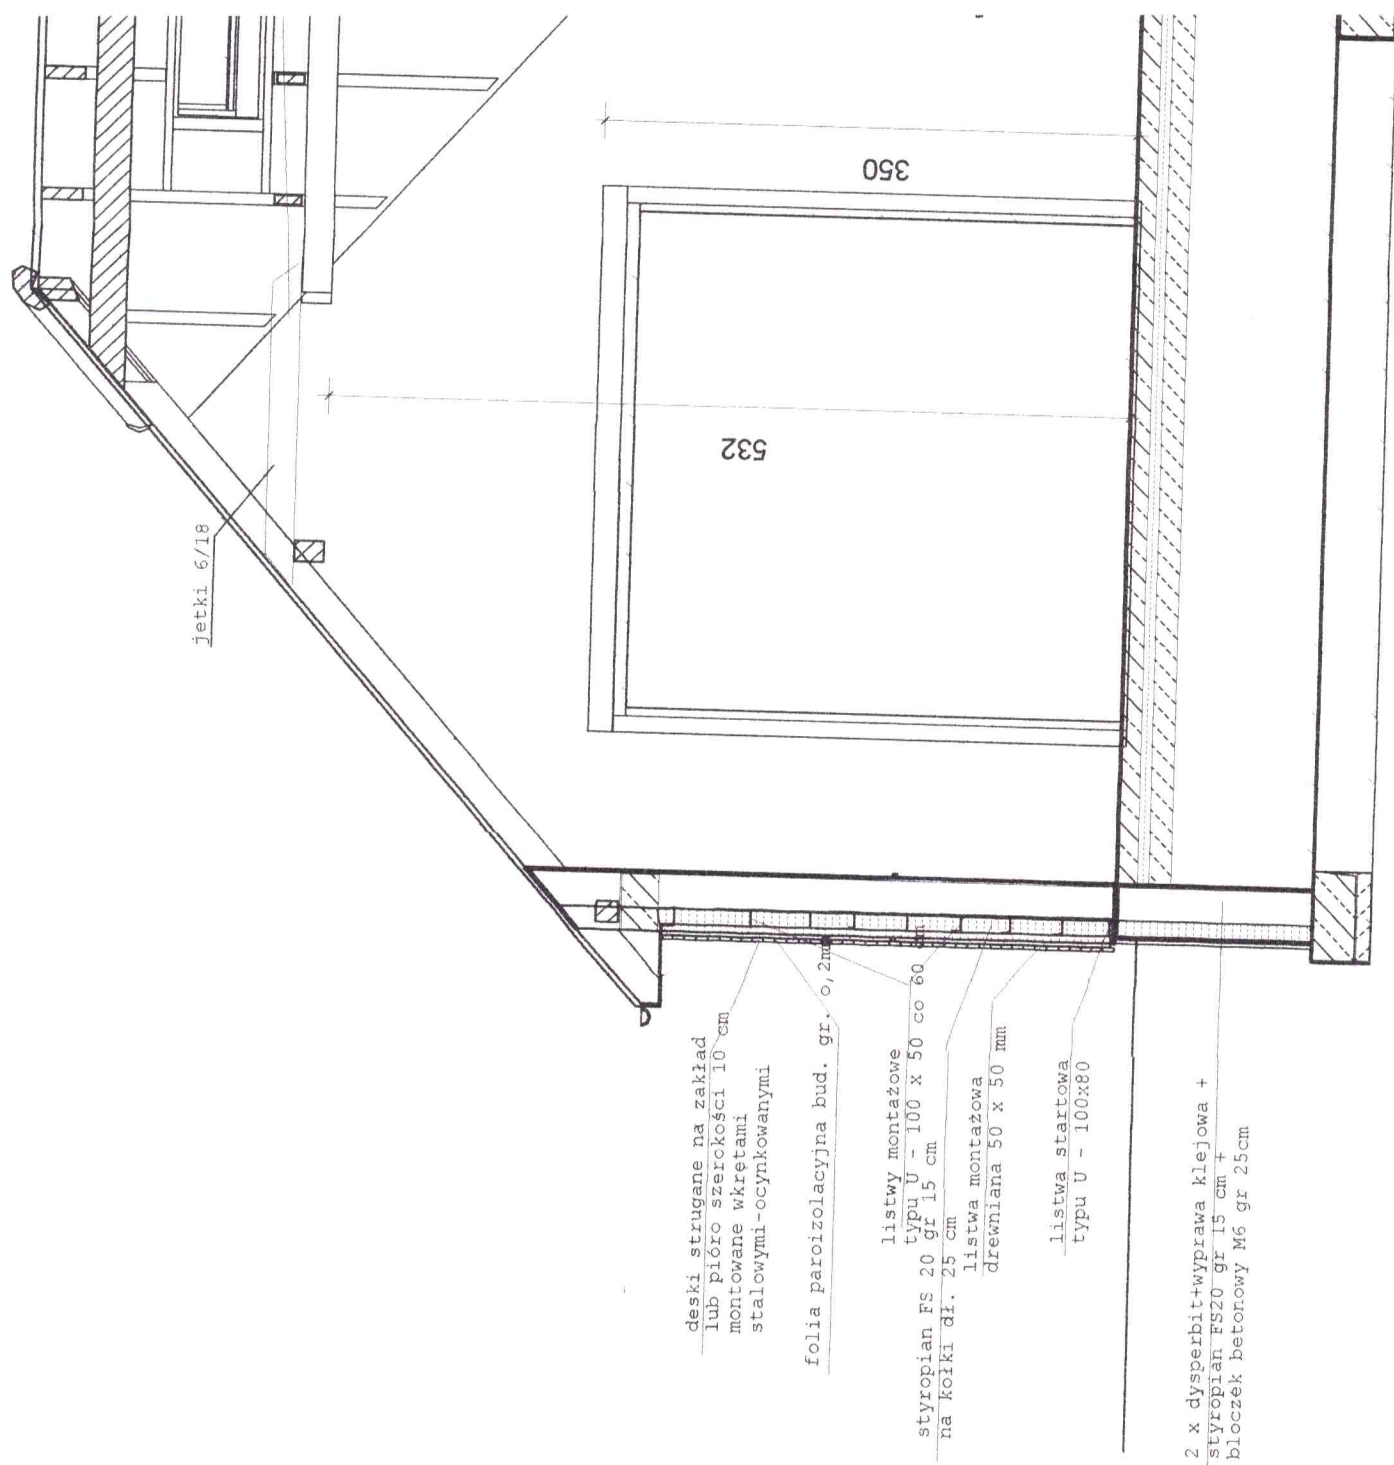 jetki 6/18
350
532
deski strugane na zakład
lub pióro szerokości 10 cm
montowane wkrętami
stalowymi-ocynkowanymi
folia paroizolacyjna bud. gr. o,2mm
listwy montażowe
typu U - 100 x 50 co 60 cm
styropian FS 20 gr 15 cm
na kołki dł. 25 cm
listwa montażowa
drewniana 50 x 50 mm
listwa startowa
typu U - 100x80
2 x dysperbit+wyprawa klejowa +
styropian FS20 gr 15 cm +
bloczek betonowy M6 gr 25cm